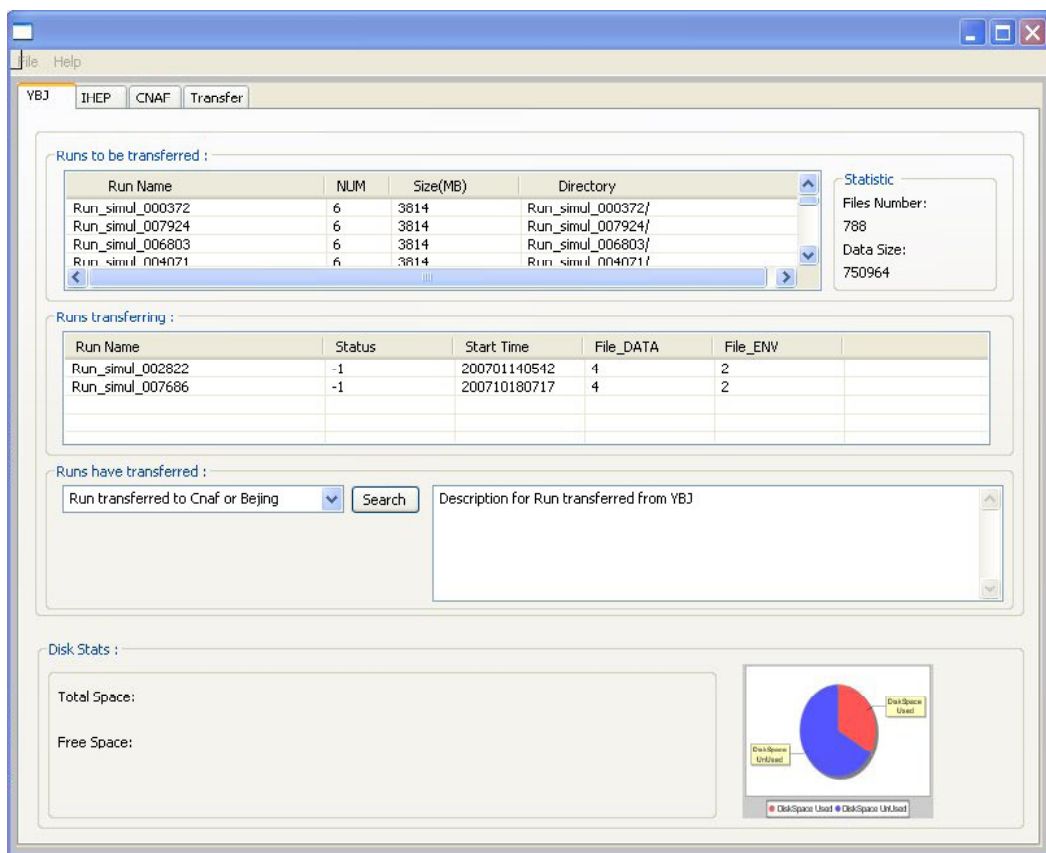 File Help
YBJ IHEP CNAF Transfer
Runs to be transferred :
Run Name NUM Size(MB) Directory
Run_simul_000372 6 3814 Run_simul_000372/
Run_simul_007924 6 3814 Run_simul_007924/
Run_simul_006803 6 3814 Run_simul_006803/
Run_simul_004071 6 3814 Run_simul_004071/
Statistic
Files Number:
788
Data Size:
750964
Runs transferring :
Run Name Status Start Time File_DATA File_ENV
Run_simul_002822 -1 200701140542 4 2
Run_simul_007686 -1 200710180717 4 2
Runs have transferred :
Run transferred to Cnaf or Bejing Search Description for Run transferred from YBJ
Disk Stats :
Total Space:
Free Space:
DiskSpace
Used
DiskSpace
UnUsed
DiskSpace Used DiskSpace UnUsed